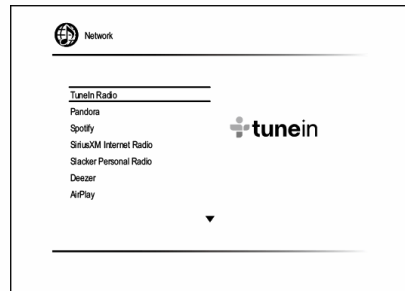 Network
TuneIn Radio
Pandora
Spotify
SiriusXM Internet Radio
Slacker Personal Radio
Deezer
AirPlay
tunein